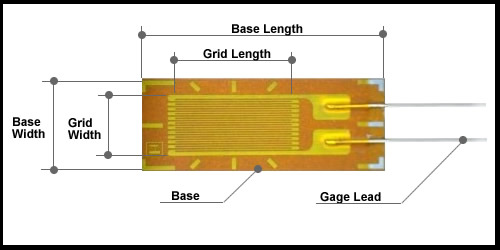 Base Length
Grid Length
Base
Width
Grid
Width
Base
Gage Lead